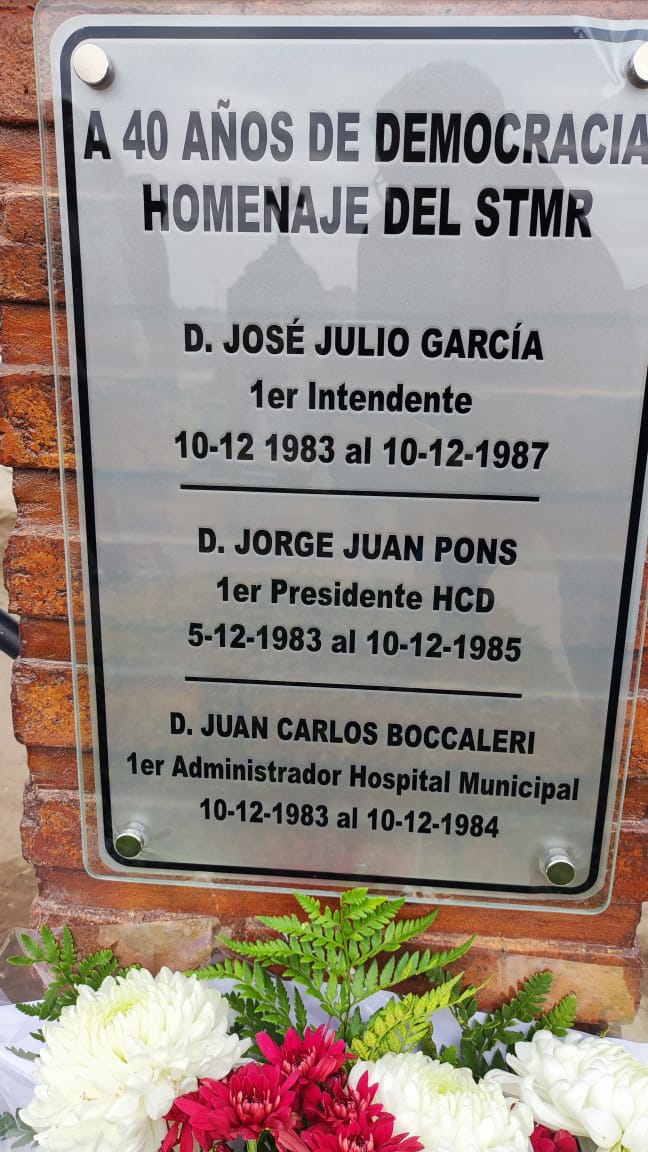 A 40 AÑOS DE DEMOCRACIA
HOMENAJE DEL STMR
D. JOSÉ JULIO GARCÍA
1er Intendente
10-12 1983 al 10-12-1987
D. JORGE JUAN PONS
1er Presidente HCD
5-12-1983 al 10-12-1985
D. JUAN CARLOS BOCCALERI
1er Administrador Hospital Municipal
10-12-1983 al 10-12-1984